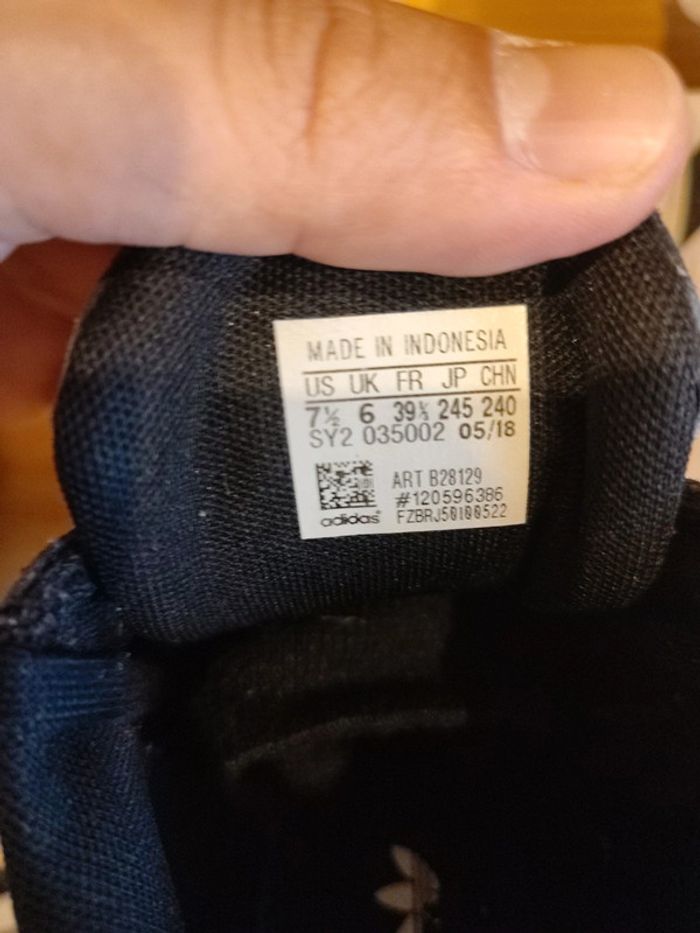 MADE IN INDONESIA
US UK FR JP CHN
7½ 6 39⅓ 245 240
SY2 035002 05/18
ART B28129
#120596386
adidas FZBRJ50100522